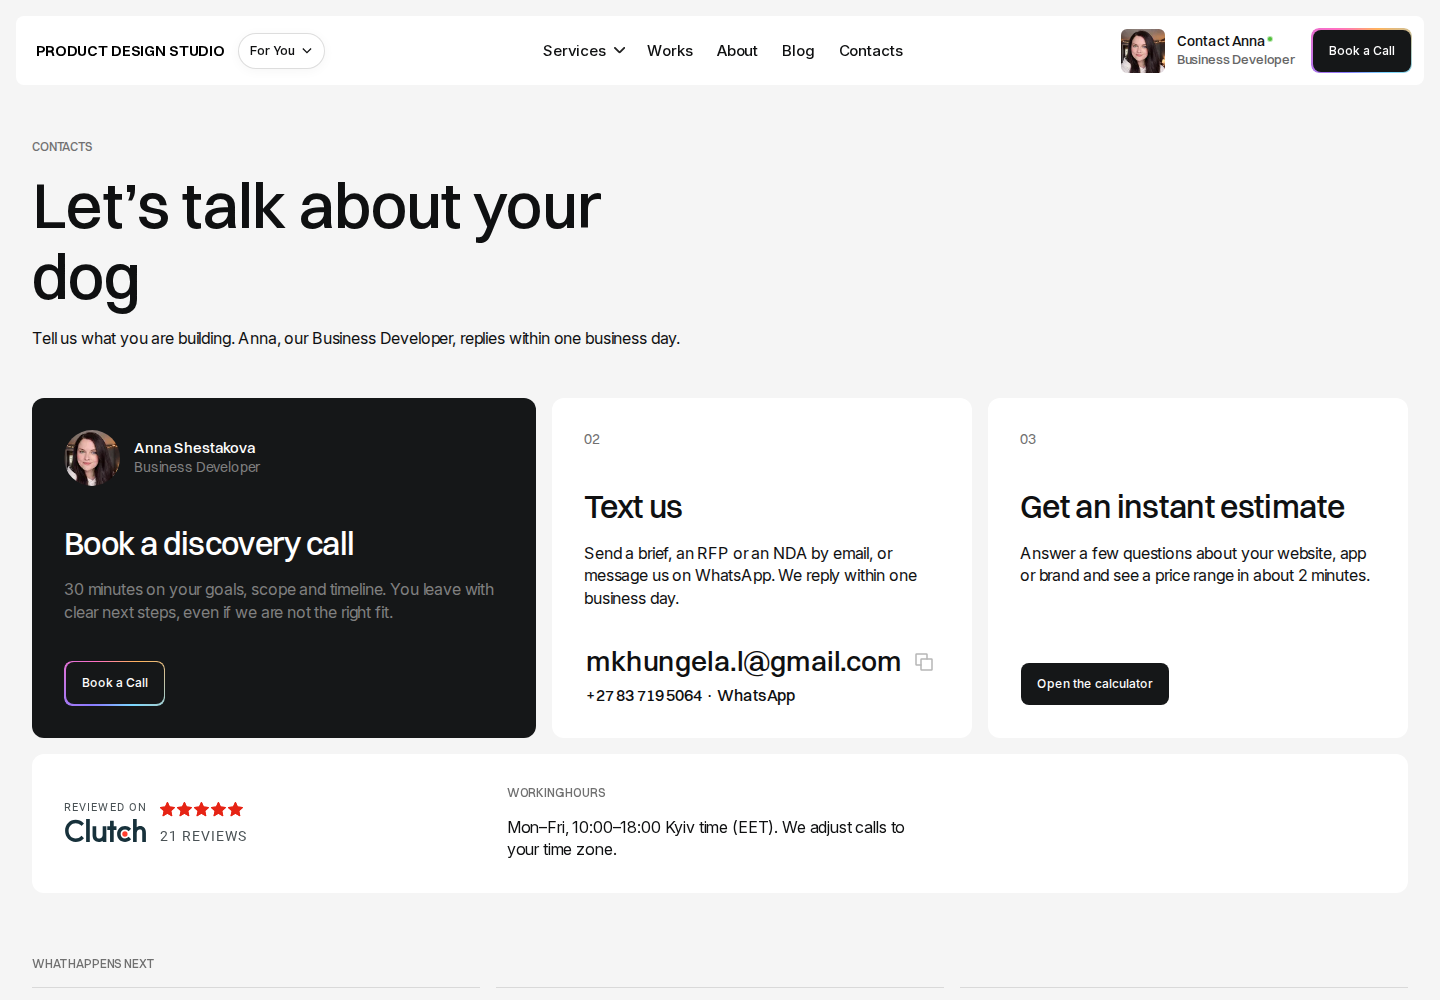 PRODUCT DESIGN STUDIO
For You
Services
Works
About
Blog
Contacts
Contact Anna
Business Developer
Book a Call
CONTACTS
Let’s talk about your
dog
Tell us what you are building. Anna, our Business Developer, replies within one business day.
Anna Shestakova
Business Developer
Book a discovery call
30 minutes on your goals, scope and timeline. You leave with
clear next steps, even if we are not the right fit.
Book a Call
02
Text us
Send a brief, an RFP or an NDA by email, or
message us on WhatsApp. We reply within one
business day.
mkhungela.l@gmail.com
+27 83 719 5064 · WhatsApp
03
Get an instant estimate
Answer a few questions about your website, app
or brand and see a price range in about 2 minutes.
Open the calculator
REVIEWED ON
Clutch
21 REVIEWS
WORKING HOURS
Mon–Fri, 10:00–18:00 Kyiv time (EET). We adjust calls to
your time zone.
WHAT HAPPENS NEXT